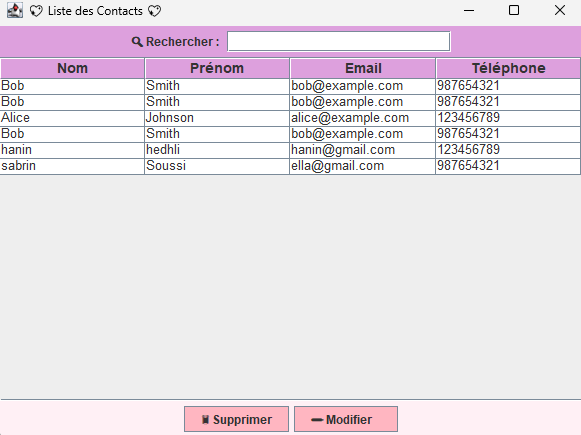 Liste des Contacts
Rechercher :
Nom Prénom Email Téléphone
Bob Smith bob@example.com 987654321
Bob Smith bob@example.com 987654321
Alice Johnson alice@example.com 123456789
Bob Smith bob@example.com 987654321
hanin hedhli hanin@gmail.com 123456789
sabrin Soussi ella@gmail.com 987654321
Supprimer Modifier